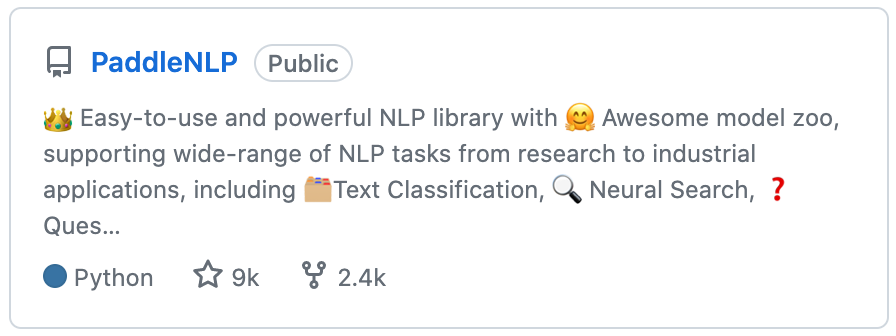 PaddleNLP Public
👑 Easy-to-use and powerful NLP library with 🤗 Awesome model zoo,
supporting wide-range of NLP tasks from research to industrial
applications, including 🗂️Text Classification, 🔍 Neural Search, ❓
Ques...
Python 9k 2.4k